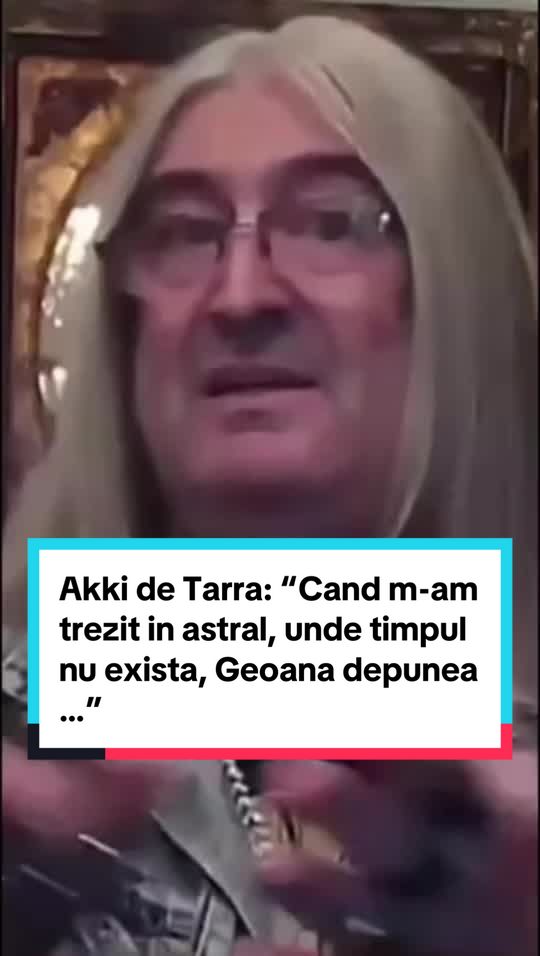 Akki de Tarra: “Cand m-am
trezit in astral, unde timpul
nu exista, Geoana depunea
...”